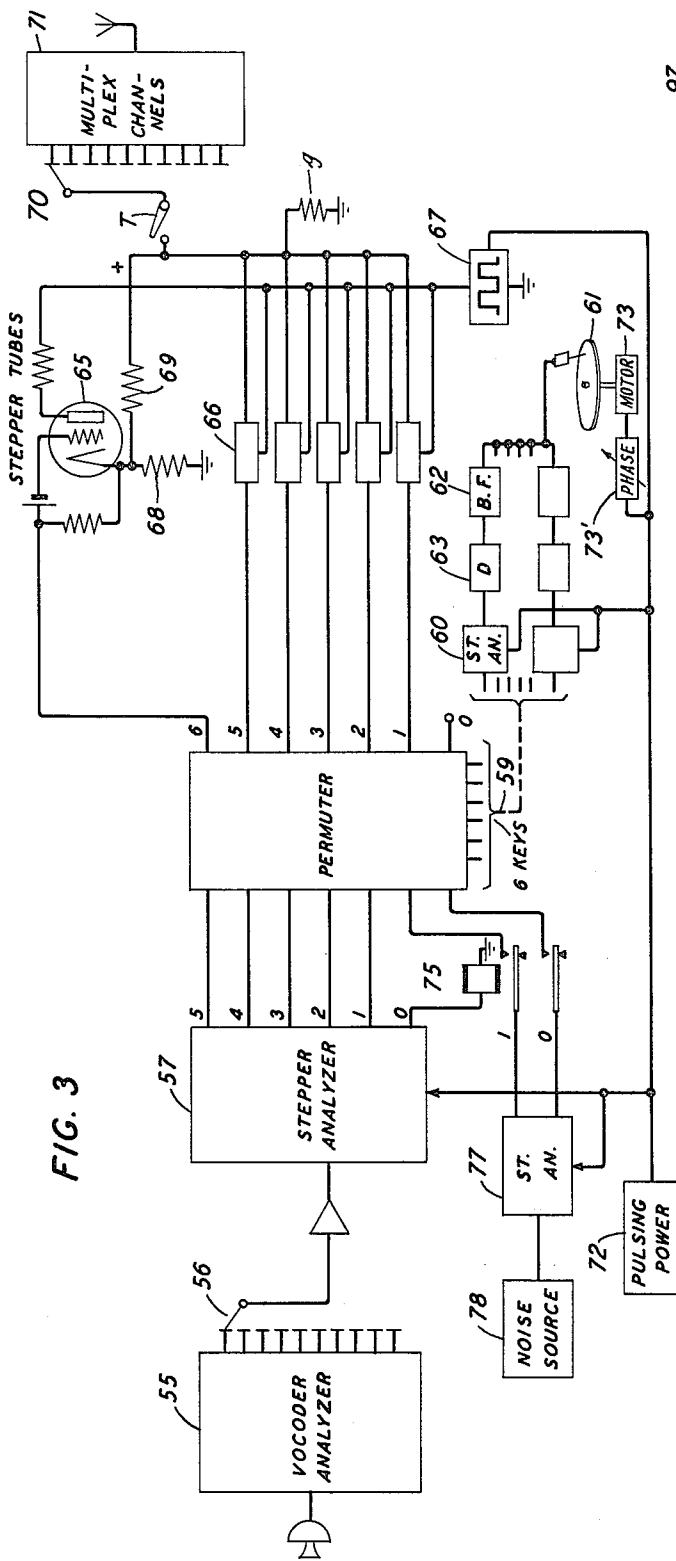 FIG. 3
55
VOCODER
ANALYZER
56
57
STEPPER
ANALYZER
5
4
3
2
1
0
75
1
0
77
ST.
AN.
78
NOISE
SOURCE
72
PULSING
POWER
PERMUTER
6
5
4
3
2
1
0
59
6 KEYS
STEPPER TUBES
65
68
69
+
66
g
T
70
71
MULTI-
PLEX
CHAN-
NELS
67
60
ST.
AN.
63
D
62
B.F.
61
73
MOTOR
PHASE
73'
97